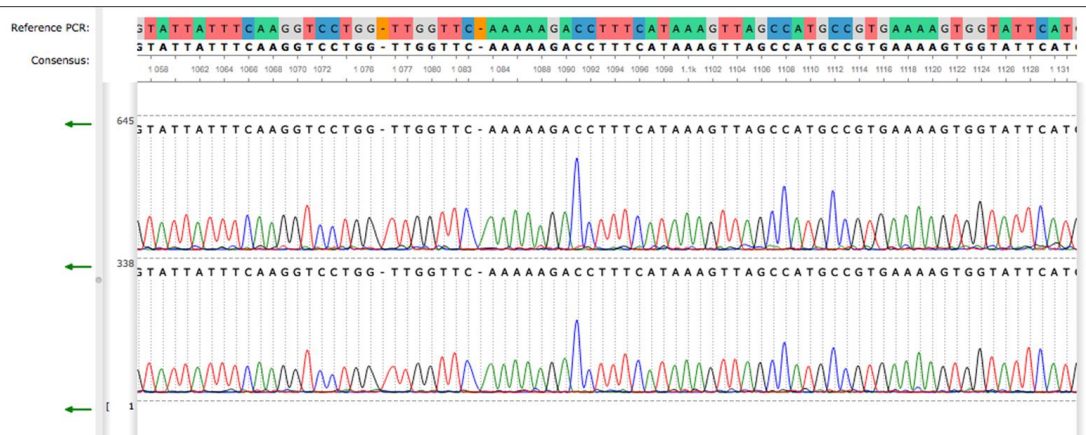 Reference PCR: GTATTATTTCAAGGTCCTGG-TTGGTTC-AAAAAGACCTTTCATAAAGTTAGCCATGCCGTGAAAAGTGGTATTCAT
Consensus: GTATTATTTCAAGGTCCTGG-TTGGTTC-AAAAAGACCTTTCATAAAGTTAGCCATGCCGTGAAAAGTGGTATTCAT
1 058 1062 1064 1066 1068 1070 1072 1 076 1 077 1080 1 083 1 084 1088 1090 1092 1094 1096 1098 1.1k 1102 1104 1106 1108 1110 1112 1114 1116 1118 1120 1122 1124 1126 1128 1 131
645 GTATTATTTCAAGGTCCTGG-TTGGTTC-AAAAAGACCTTTCATAAAGTTAGCCATGCCGTGAAAAGTGGTATTCAT
338 GTATTATTTCAAGGTCCTGG-TTGGTTC-AAAAAGACCTTTCATAAAGTTAGCCATGCCGTGAAAAGTGGTATTCAT
[ 1